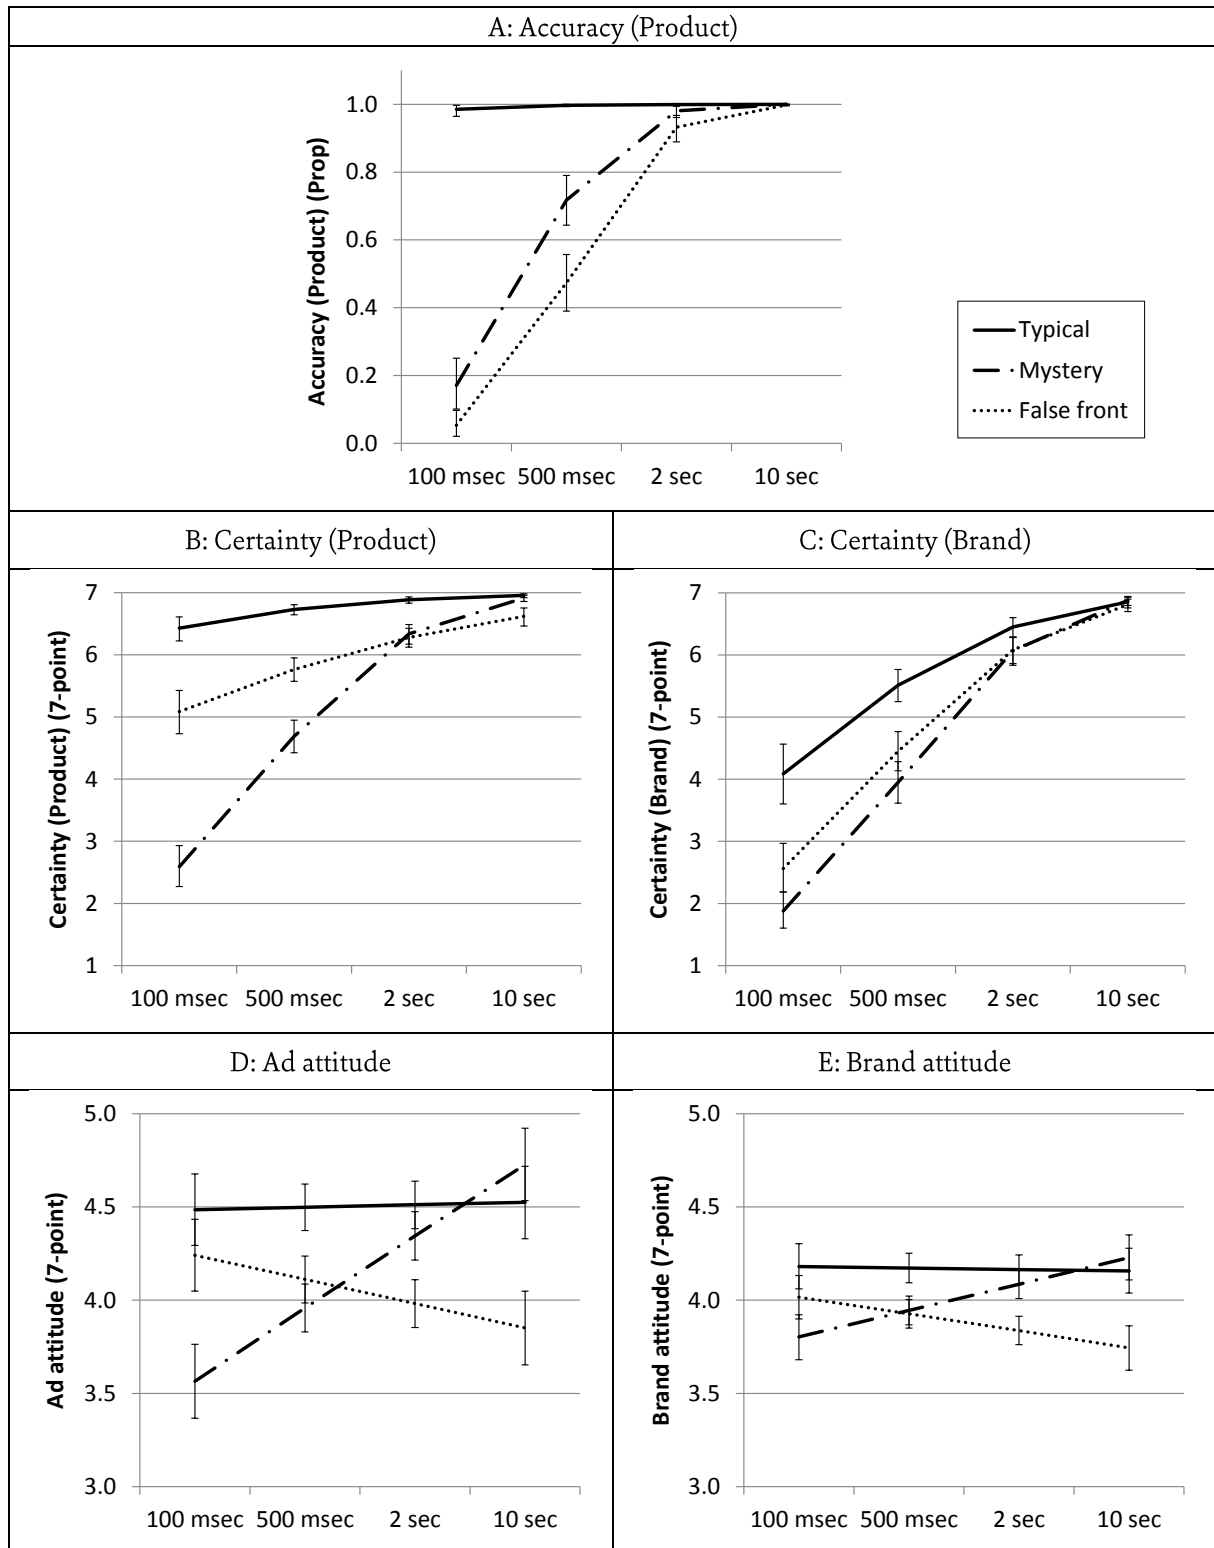 A: Accuracy (Product)
Accuracy (Product) (Prop)
1.0
0.8
0.6
0.4
0.2
0.0
100 msec 500 msec 2 sec 10 sec
Typical
Mystery
False front
B: Certainty (Product)
Certainty (Product) (7-point)
7
6
5
4
3
2
1
100 msec 500 msec 2 sec 10 sec
C: Certainty (Brand)
Certainty (Brand) (7-point)
7
6
5
4
3
2
1
100 msec 500 msec 2 sec 10 sec
D: Ad attitude
Ad attitude (7-point)
5.0
4.5
4.0
3.5
3.0
100 msec 500 msec 2 sec 10 sec
E: Brand attitude
Brand attitude (7-point)
5.0
4.5
4.0
3.5
3.0
100 msec 500 msec 2 sec 10 sec